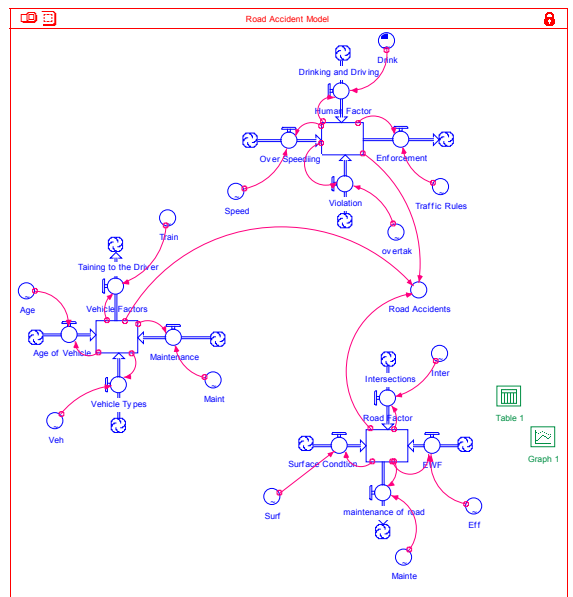 Road Accident Model
Drink
Drinking and Driving
Human Factor
Over Speediing
Enforcement
Speed
Violation
Traffic Rules
overtak
Train
Taining to the Driver
Age
Vehicle Factors
Road Accidents
Age of Vehicle
Maintenance
Inter
Intersections
Maint
Vehicle Types
Road Factor
Table 1
Veh
Graph 1
Surface Condtion
EWF
Surf
maintenance of road
Eff
Mainte